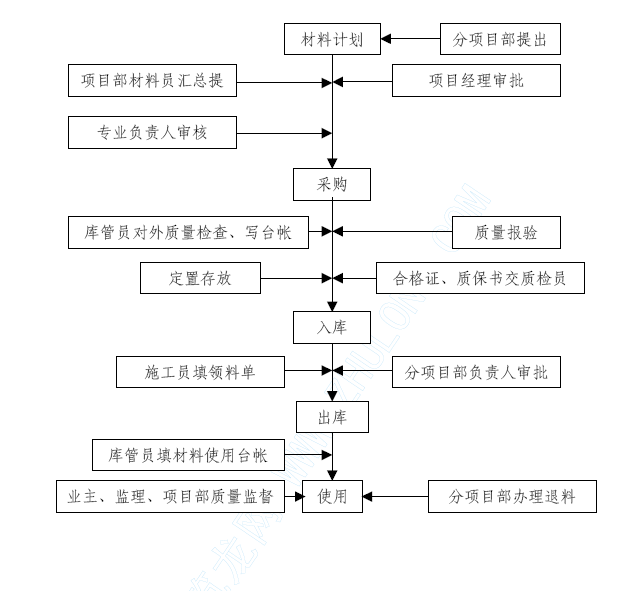 材料计划
分项目部提出
项目部材料员汇总提
项目经理审批
专业负责人审核
采购
库管员对外质量检查、写台帐
质量报验
定置存放
合格证、质保书交质检员
入库
施工员填领料单
分项目部负责人审批
出库
库管员填材料使用台帐
业主、监理、项目部质量监督
使用
分项目部办理退料